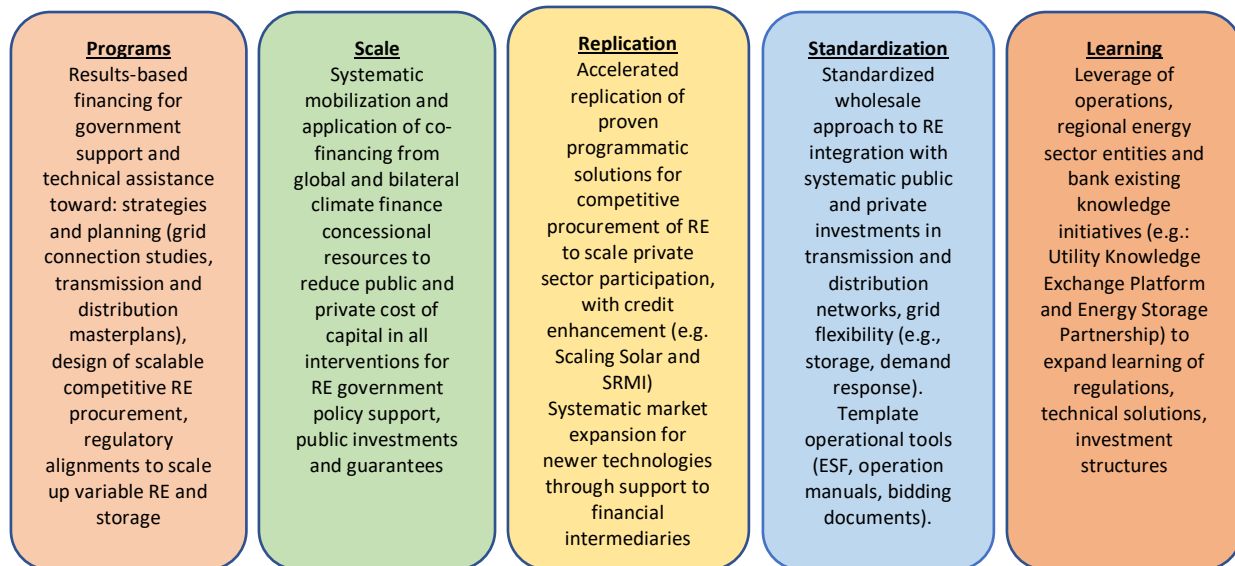 Programs
Results-based
financing for
government
support and
technical assistance
toward: strategies
and planning (grid
connection studies,
transmission and
distribution
masterplans),
design of scalable
competitive RE
procurement,
regulatory
alignments to scale
up variable RE and
storage
Scale
Systematic
mobilization and
application of co-
financing from
global and bilateral
climate finance
concessional
resources to
reduce public and
private cost of
capital in all
interventions for
RE government
policy support,
public investments
and guarantees
Replication
Accelerated
replication of
proven
programmatic
solutions for
competitive
procurement of RE
to scale private
sector participation,
with credit
enhancement (e.g.
Scaling Solar and
SRMI)
Systematic market
expansion for
newer technologies
through support to
financial
intermediaries
Standardization
Standardized
wholesale
approach to RE
integration with
systematic public
and private
investments in
transmission and
distribution
networks, grid
flexibility (e.g.,
storage, demand
response).
Template
operational tools
(ESF, operation
manuals, bidding
documents).
Learning
Leverage of
operations,
regional energy
sector entities and
bank existing
knowledge
initiatives (e.g.:
Utility Knowledge
Exchange Platform
and Energy Storage
Partnership) to
expand learning of
regulations,
technical solutions,
investment
structures